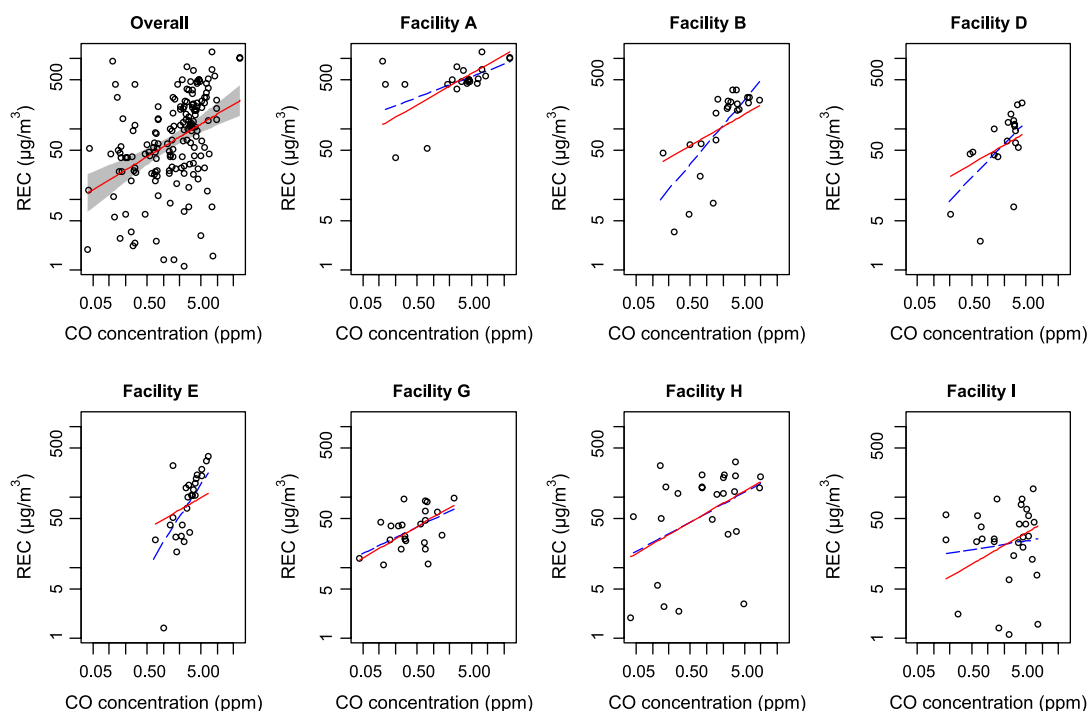 Overall
Facility A
Facility B
Facility D
REC (μg/m³)
1 5 50 500
0.05 0.50 5.00
CO concentration (ppm)
REC (μg/m³)
1 5 50 500
0.05 0.50 5.00
CO concentration (ppm)
REC (μg/m³)
1 5 50 500
0.05 0.50 5.00
CO concentration (ppm)
REC (μg/m³)
1 5 50 500
0.05 0.50 5.00
CO concentration (ppm)
Facility E
Facility G
Facility H
Facility I
REC (μg/m³)
1 5 50 500
0.05 0.50 5.00
CO concentration (ppm)
REC (μg/m³)
1 5 50 500
0.05 0.50 5.00
CO concentration (ppm)
REC (μg/m³)
1 5 50 500
0.05 0.50 5.00
CO concentration (ppm)
REC (μg/m³)
1 5 50 500
0.05 0.50 5.00
CO concentration (ppm)